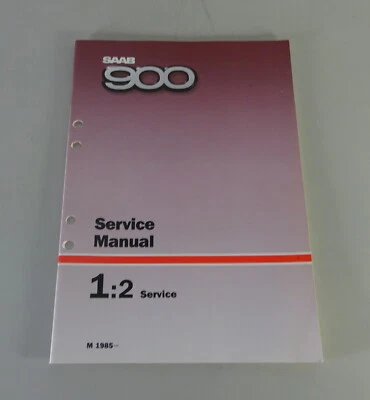 SAAB
900
Service
Manual
1:2 Service
M 1985-